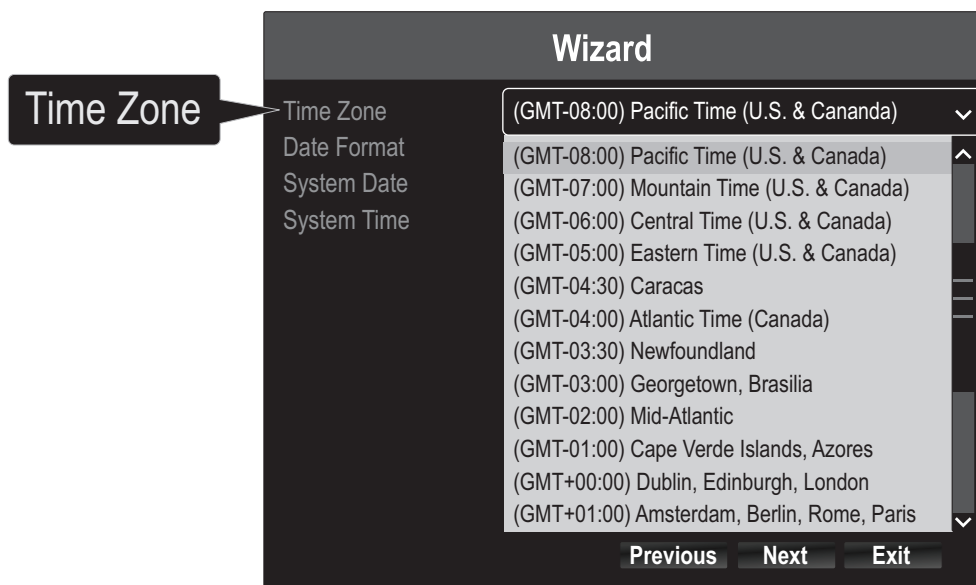 Wizard
Time Zone
Time Zone
(GMT-08:00) Pacific Time (U.S. & Cananda)
Date Format
System Date
System Time
(GMT-08:00) Pacific Time (U.S. & Canada)
(GMT-07:00) Mountain Time (U.S. & Canada)
(GMT-06:00) Central Time (U.S. & Canada)
(GMT-05:00) Eastern Time (U.S. & Canada)
(GMT-04:30) Caracas
(GMT-04:00) Atlantic Time (Canada)
(GMT-03:30) Newfoundland
(GMT-03:00) Georgetown, Brasilia
(GMT-02:00) Mid-Atlantic
(GMT-01:00) Cape Verde Islands, Azores
(GMT+00:00) Dublin, Edinburgh, London
(GMT+01:00) Amsterdam, Berlin, Rome, Paris
Previous Next Exit